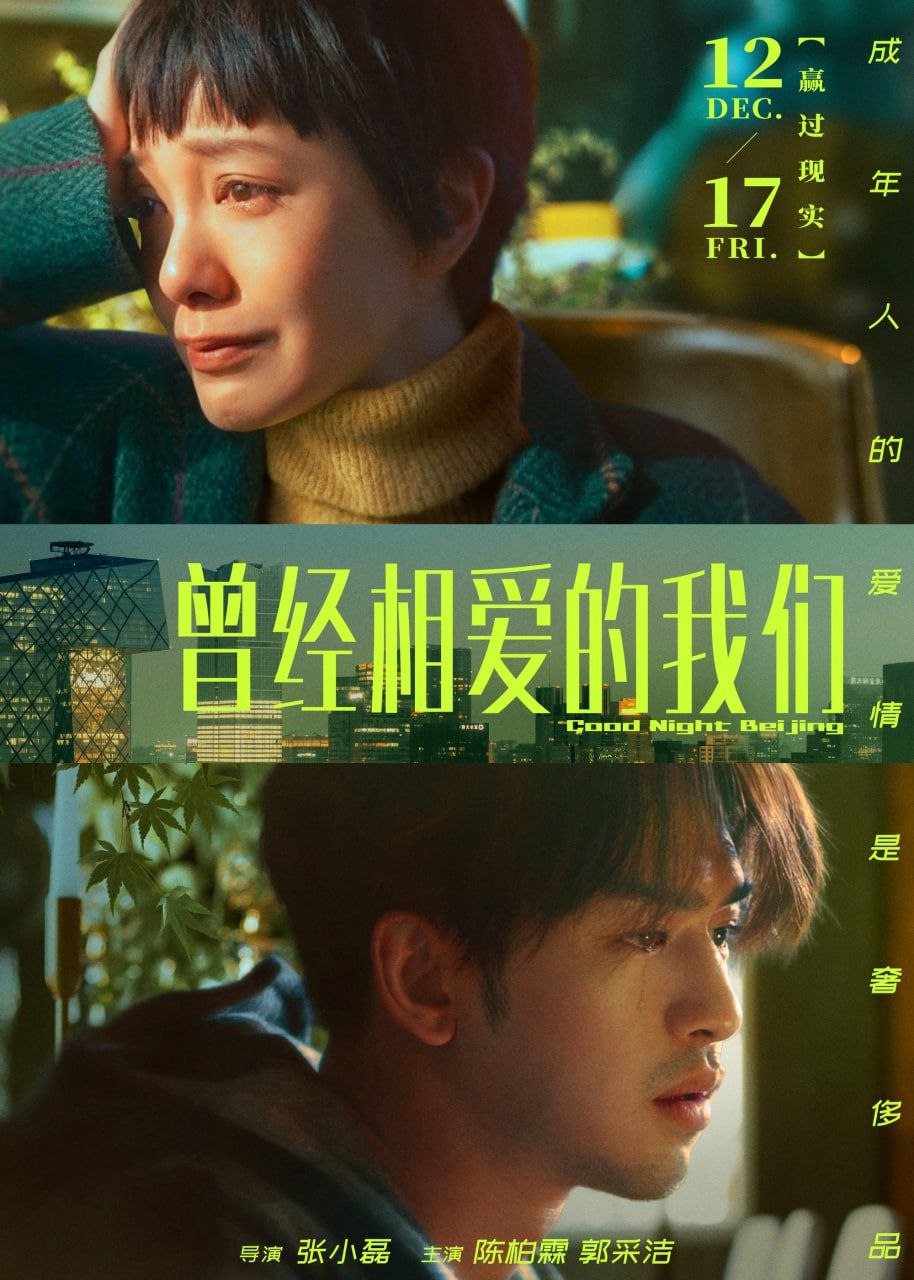 12
DEC.
17
FRI.
【赢过现实】
成年人的爱情是奢侈品
曾经相爱的我们
Good Night Beijing
导演 张小磊 主演 陈柏霖 郭采洁